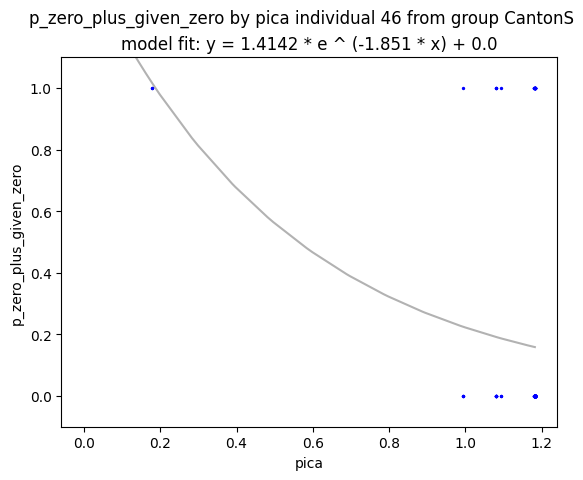 p_zero_plus_given_zero by pica individual 46 from group CantonS
model fit: y = 1.4142 * e ^ (-1.851 * x) + 0.0
1.0
0.8
0.6
0.4
0.2
0.0
p_zero_plus_given_zero
0.0 0.2 0.4 0.6 0.8 1.0 1.2
pica